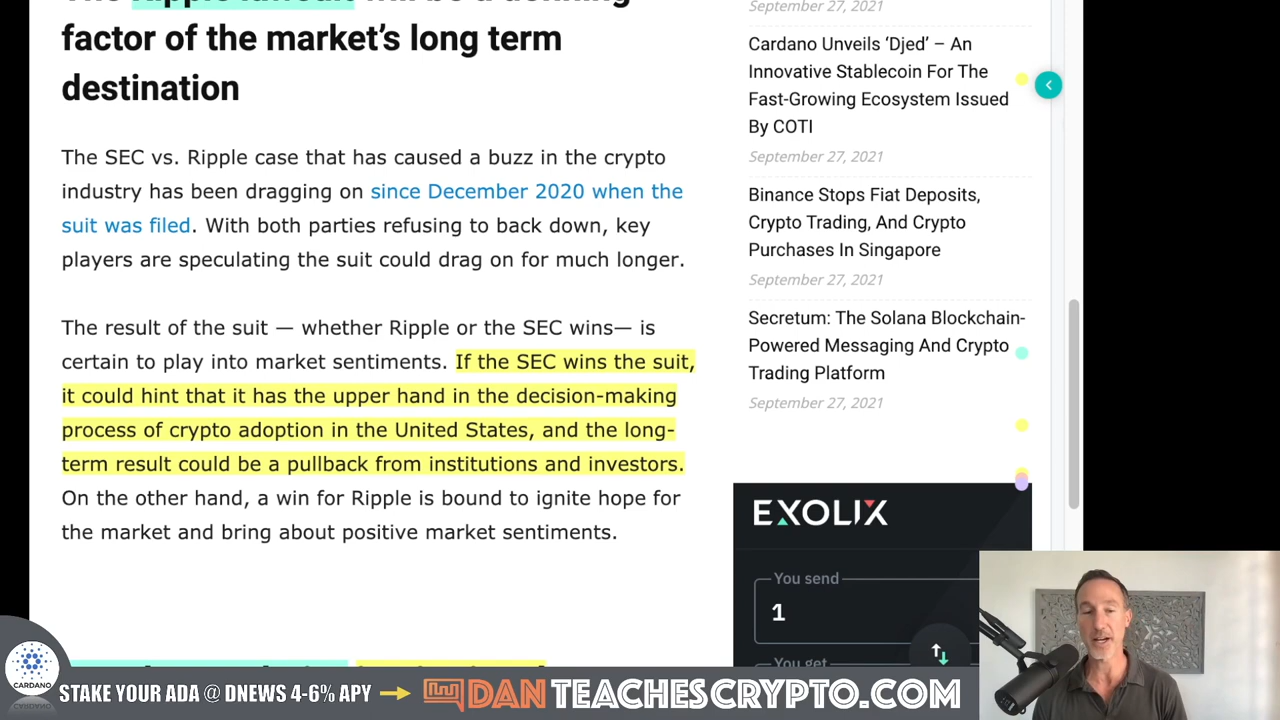 factor of the market’s long term
destination
The SEC vs. Ripple case that has caused a buzz in the crypto
industry has been dragging on since December 2020 when the
suit was filed. With both parties refusing to back down, key
players are speculating the suit could drag on for much longer.
The result of the suit — whether Ripple or the SEC wins— is
certain to play into market sentiments. If the SEC wins the suit,
it could hint that it has the upper hand in the decision-making
process of crypto adoption in the United States, and the long-
term result could be a pullback from institutions and investors.
On the other hand, a win for Ripple is bound to ignite hope for
the market and bring about positive market sentiments.
September 27, 2021
Cardano Unveils ‘Djed’ – An
Innovative Stablecoin For The
Fast-Growing Ecosystem Issued
By COTI
September 27, 2021
Binance Stops Fiat Deposits,
Crypto Trading, And Crypto
Purchases In Singapore
September 27, 2021
Secretum: The Solana Blockchain-
Powered Messaging And Crypto
Trading Platform
September 27, 2021
EXOLIX
You send
1
You get
CARDANO
STAKE YOUR ADA @ DNEWS 4-6% APY
DANTEACHESCRYPTO.COM